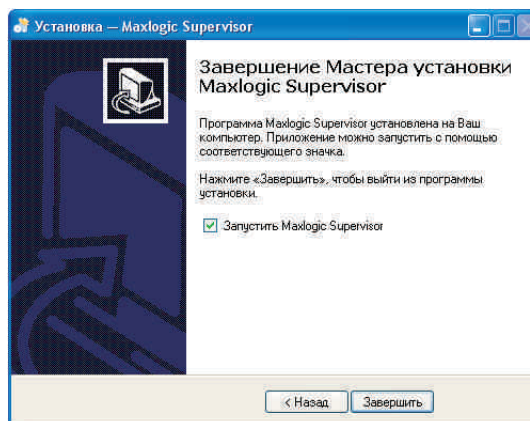 Установка — Maxlogic Supervisor
Завершение Мастера установки
Maxlogic Supervisor
Программа Maxlogic Supervisor установлена на Ваш
компьютер. Приложение можно запустить с помощью
соответствующего значка.
Нажмите «Завершить», чтобы выйти из программы
установки.
Запустить Maxlogic Supervisor
< Назад
Завершить